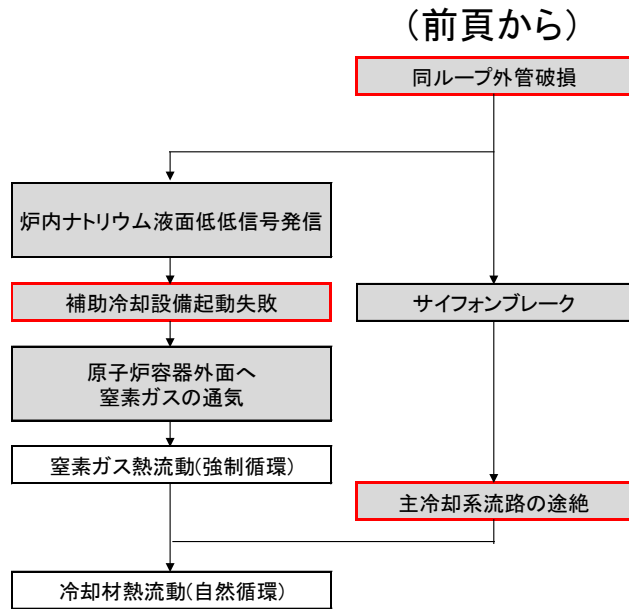 (前頁から)
同ループ外管破損
炉内ナトリウム液面低低信号発信
補助冷却設備起動失敗
サイフォンブレーク
原子炉容器外面へ
窒素ガスの通気
窒素ガス熱流動(強制循環)
主冷却系流路の途絶
冷却材熱流動(自然循環)